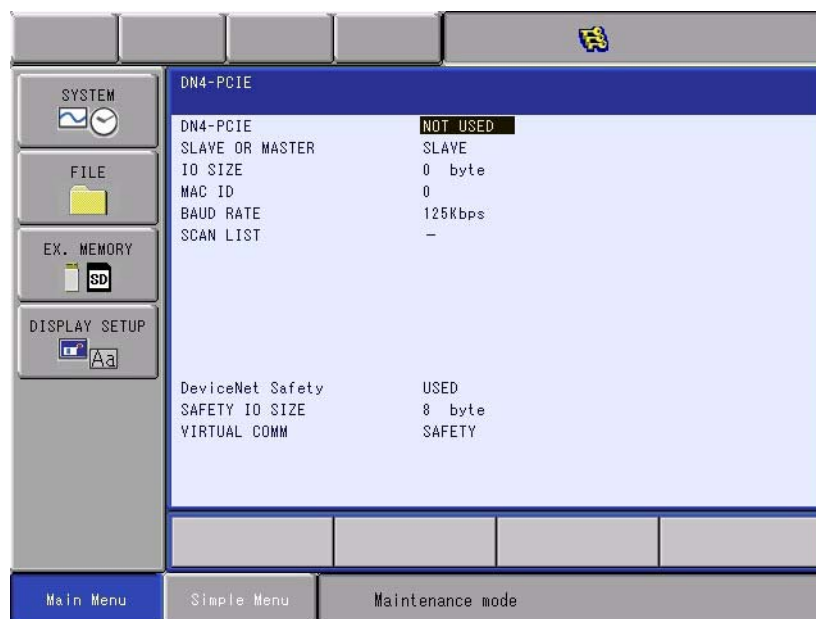 DN4-PCIE
SYSTEM
FILE
EX. MEMORY
SD
DISPLAY SETUP
Aa
DN4-PCIE NOT USED
SLAVE OR MASTER SLAVE
IO SIZE 0 byte
MAC ID 0
BAUD RATE 125Kbps
SCAN LIST –
DeviceNet Safety USED
SAFETY IO SIZE 8 byte
VIRTUAL COMM SAFETY
Main Menu
Simple Menu
Maintenance mode